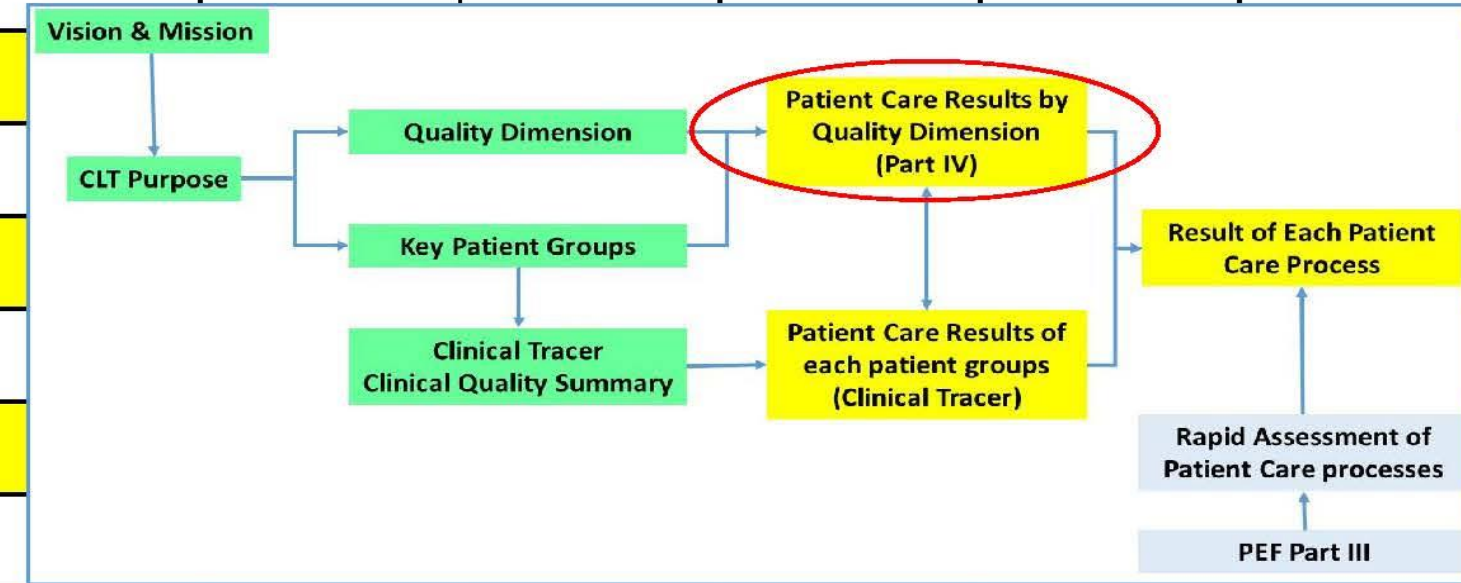 Vision & Mission
CLT Purpose
Quality Dimension
Key Patient Groups
Clinical Tracer
Clinical Quality Summary
Patient Care Results by
Quality Dimension
(Part IV)
Patient Care Results of
each patient groups
(Clinical Tracer)
Result of Each Patient
Care Process
Rapid Assessment of
Patient Care processes
PEF Part III